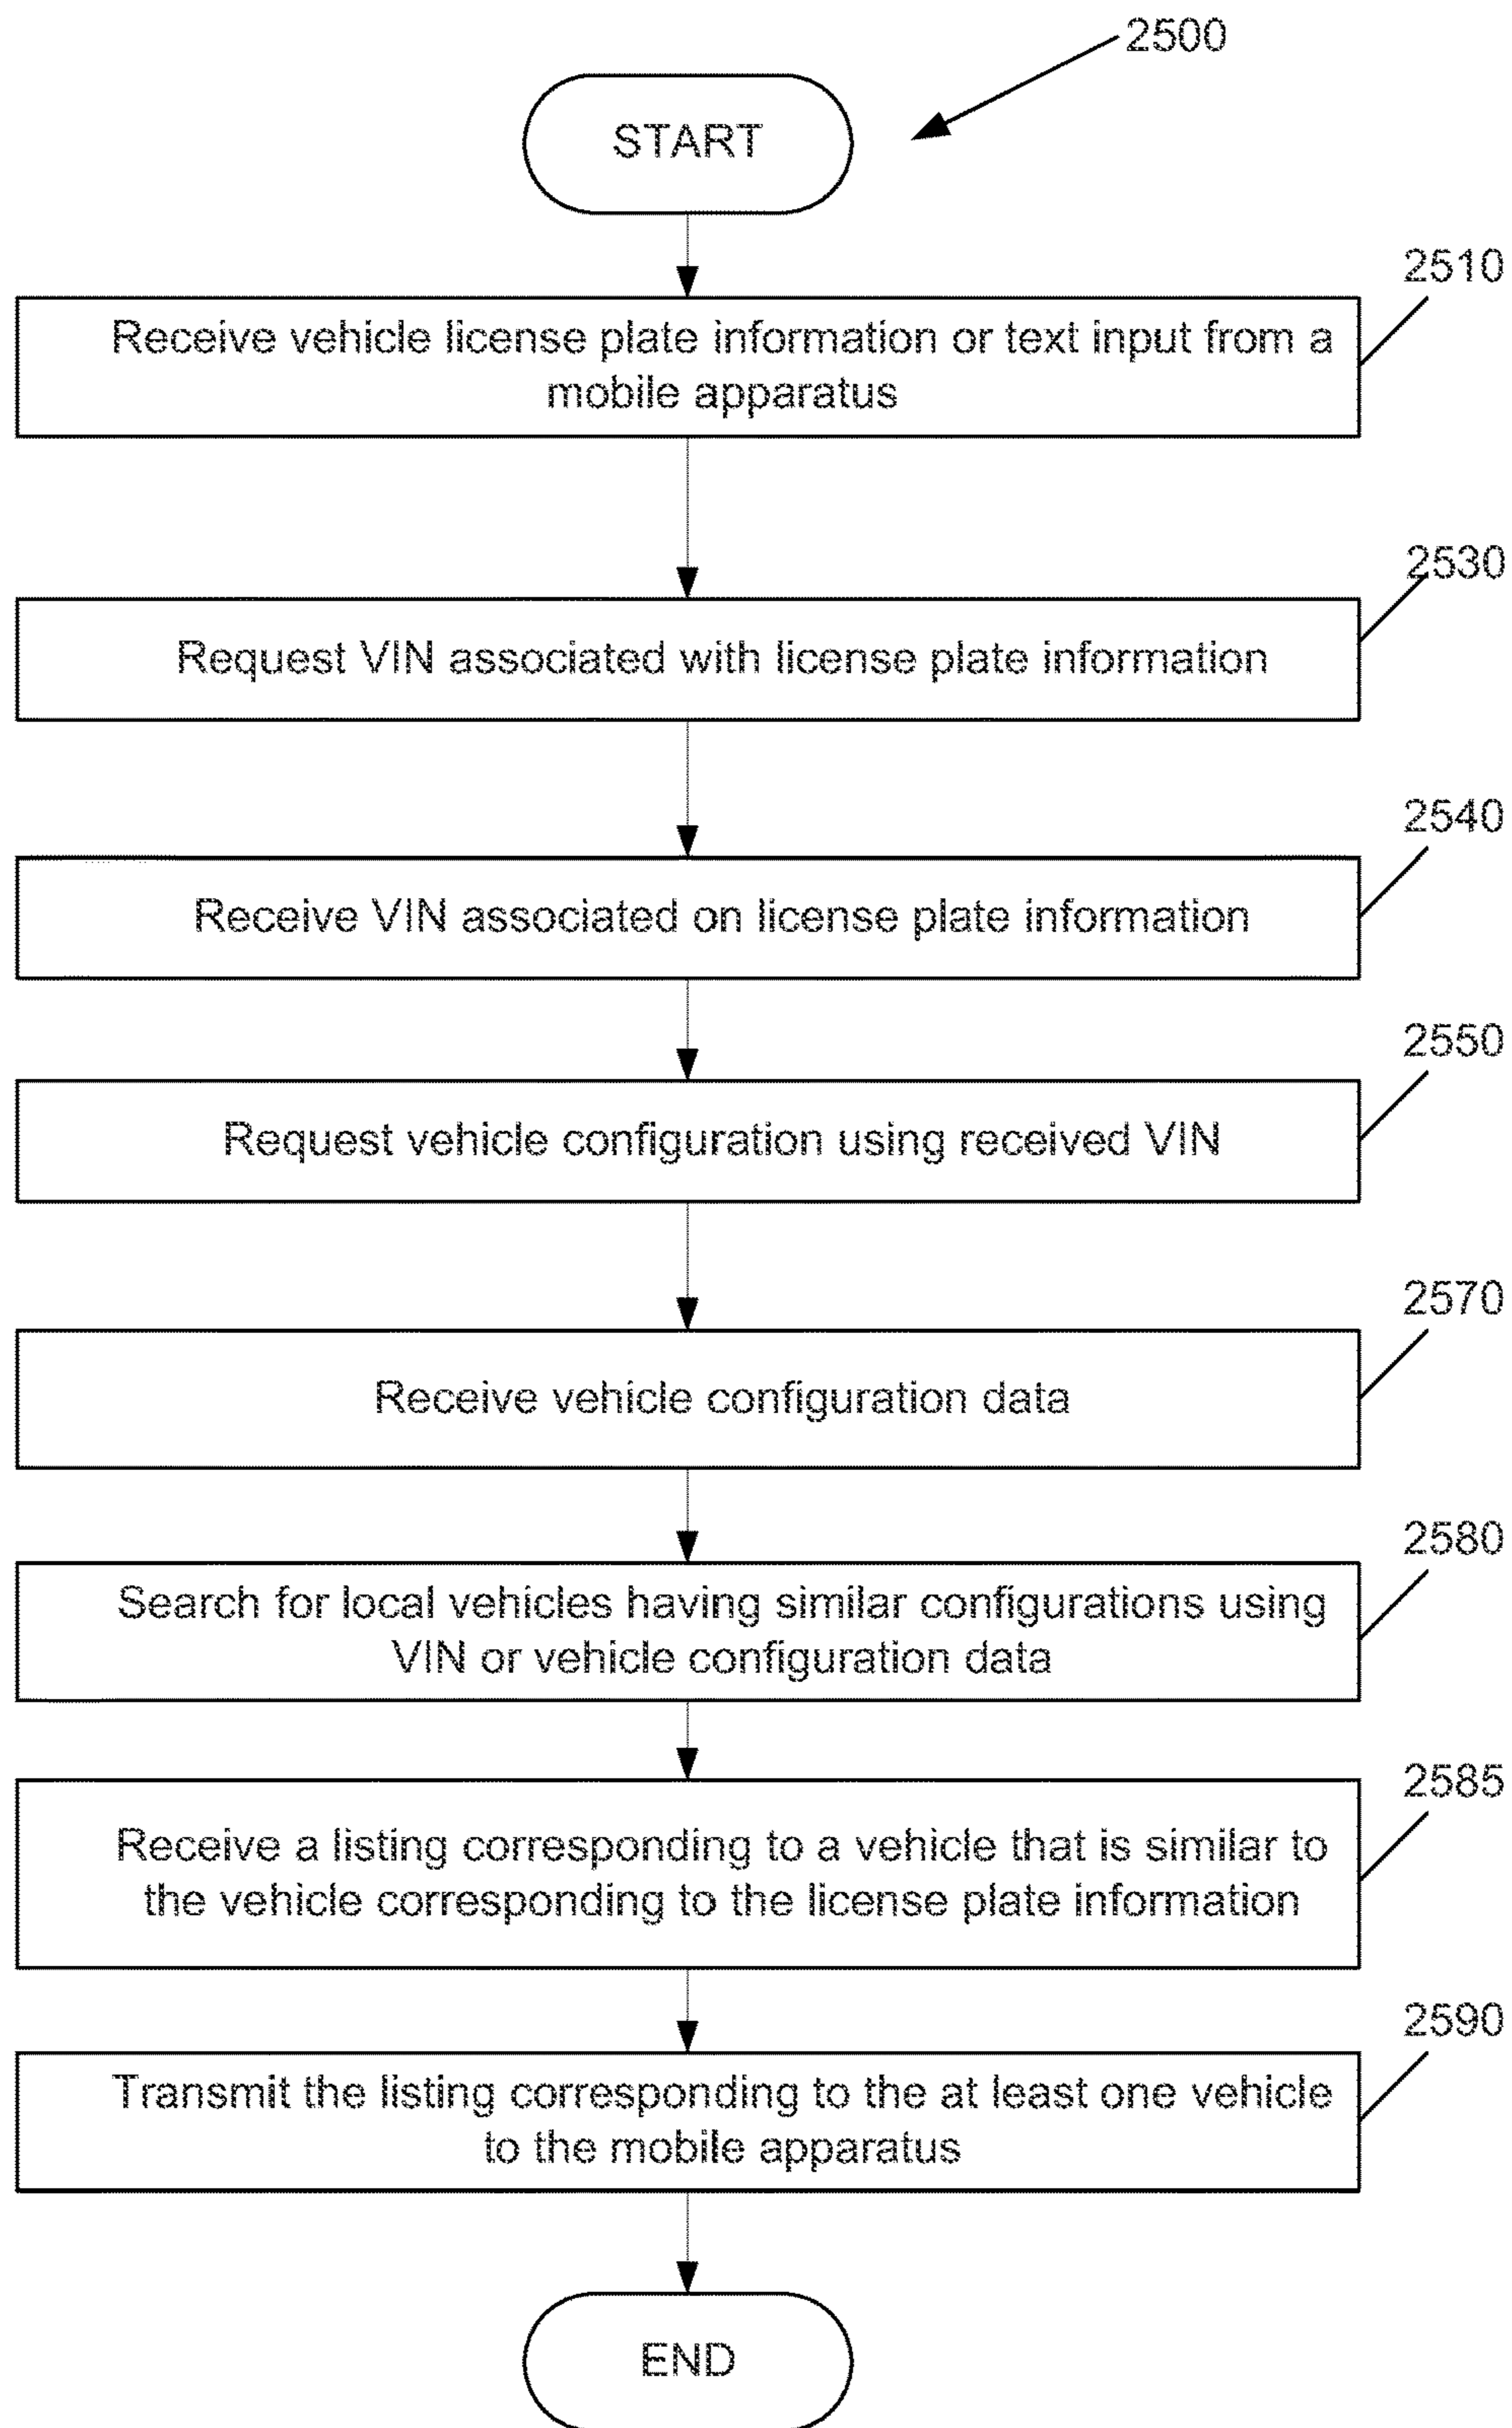 2500
START
2510
Receive vehicle license plate information or text input from a
mobile apparatus
2530
Request VIN associated with license plate information
2540
Receive VIN associated on license plate information
2550
Request vehicle configuration using received VIN
2570
Receive vehicle configuration data
2580
Search for local vehicles having similar configurations using
VIN or vehicle configuration data
2585
Receive a listing corresponding to a vehicle that is similar to
the vehicle corresponding to the license plate information
2590
Transmit the listing corresponding to the at least one vehicle
to the mobile apparatus
END